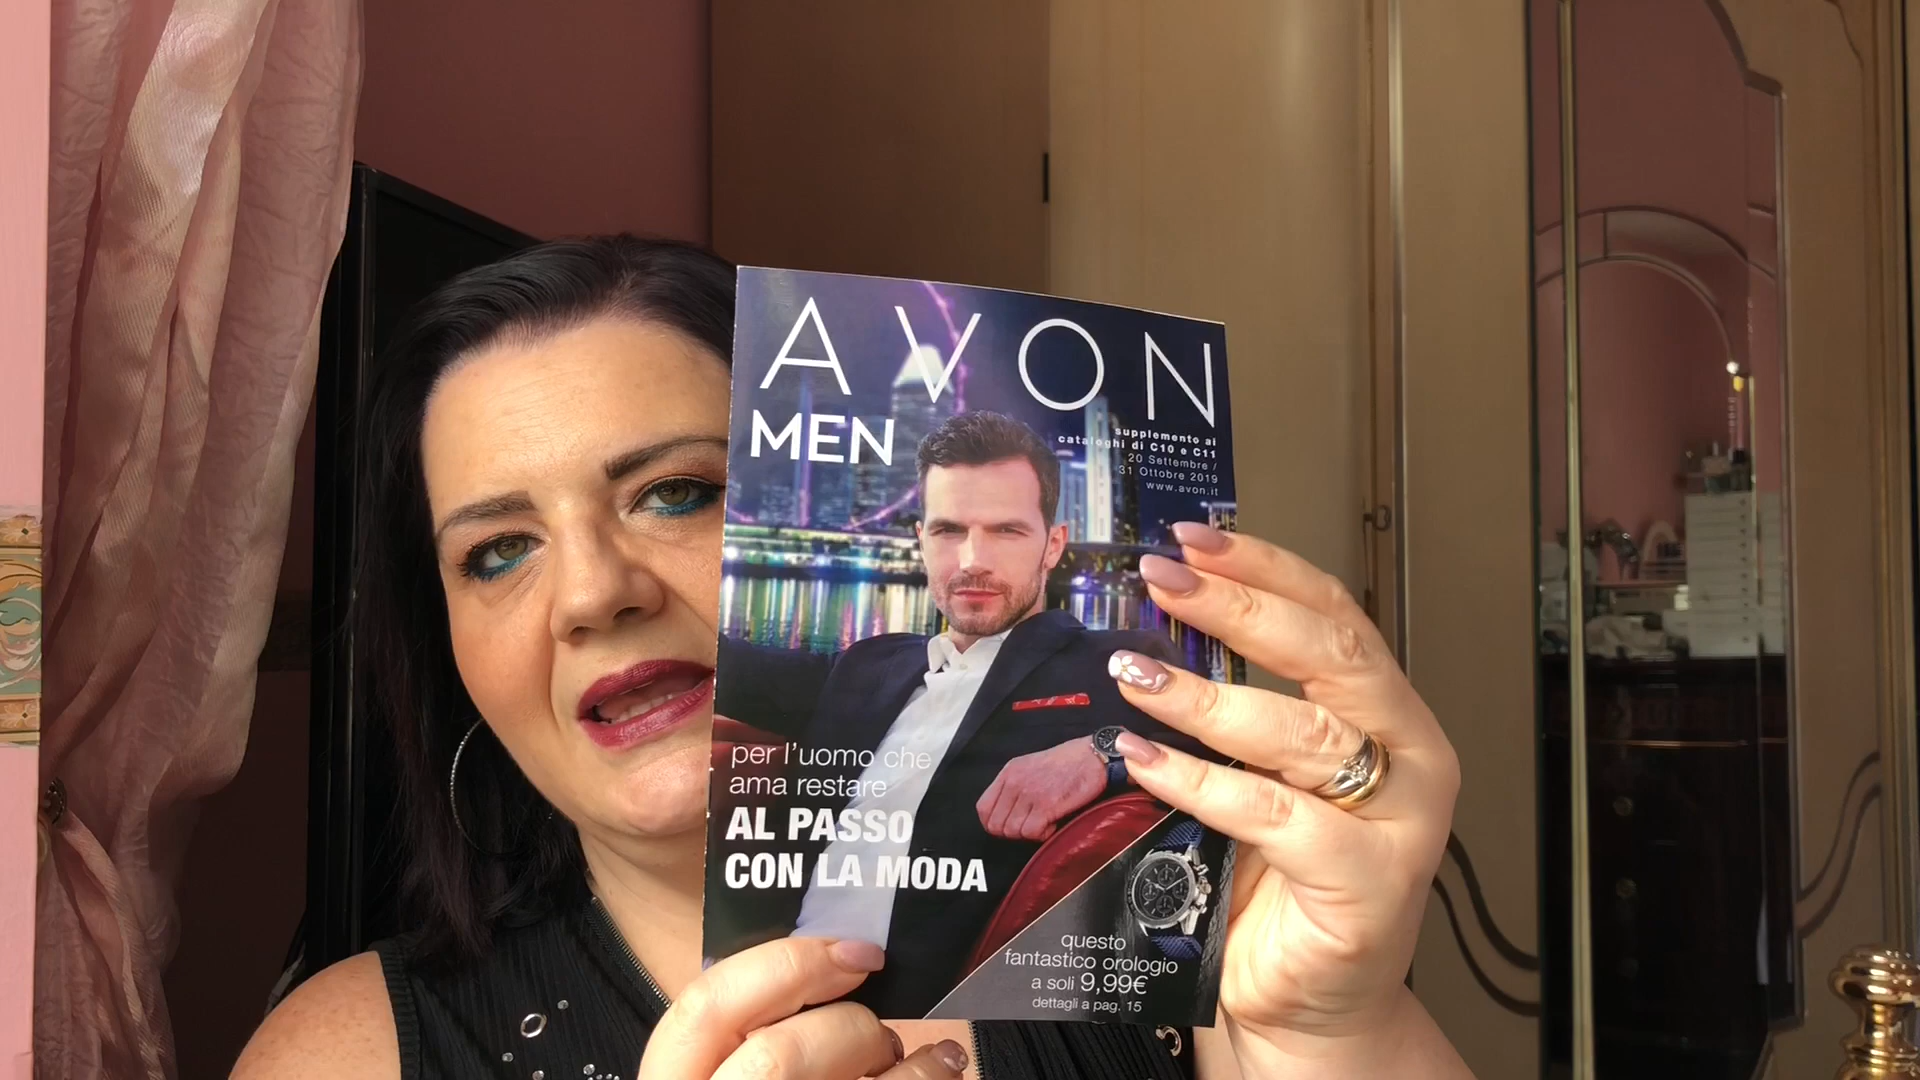 AVON
MEN
supplemento ai
cataloghi di C10 e C11
20 Settembre /
31 Ottobre 2019
www.avon.it
per l'uomo che
ama restare
AL PASSO
CON LA MODA
questo
fantastico orologio
a soli 9,99€
dettagli a pag. 15